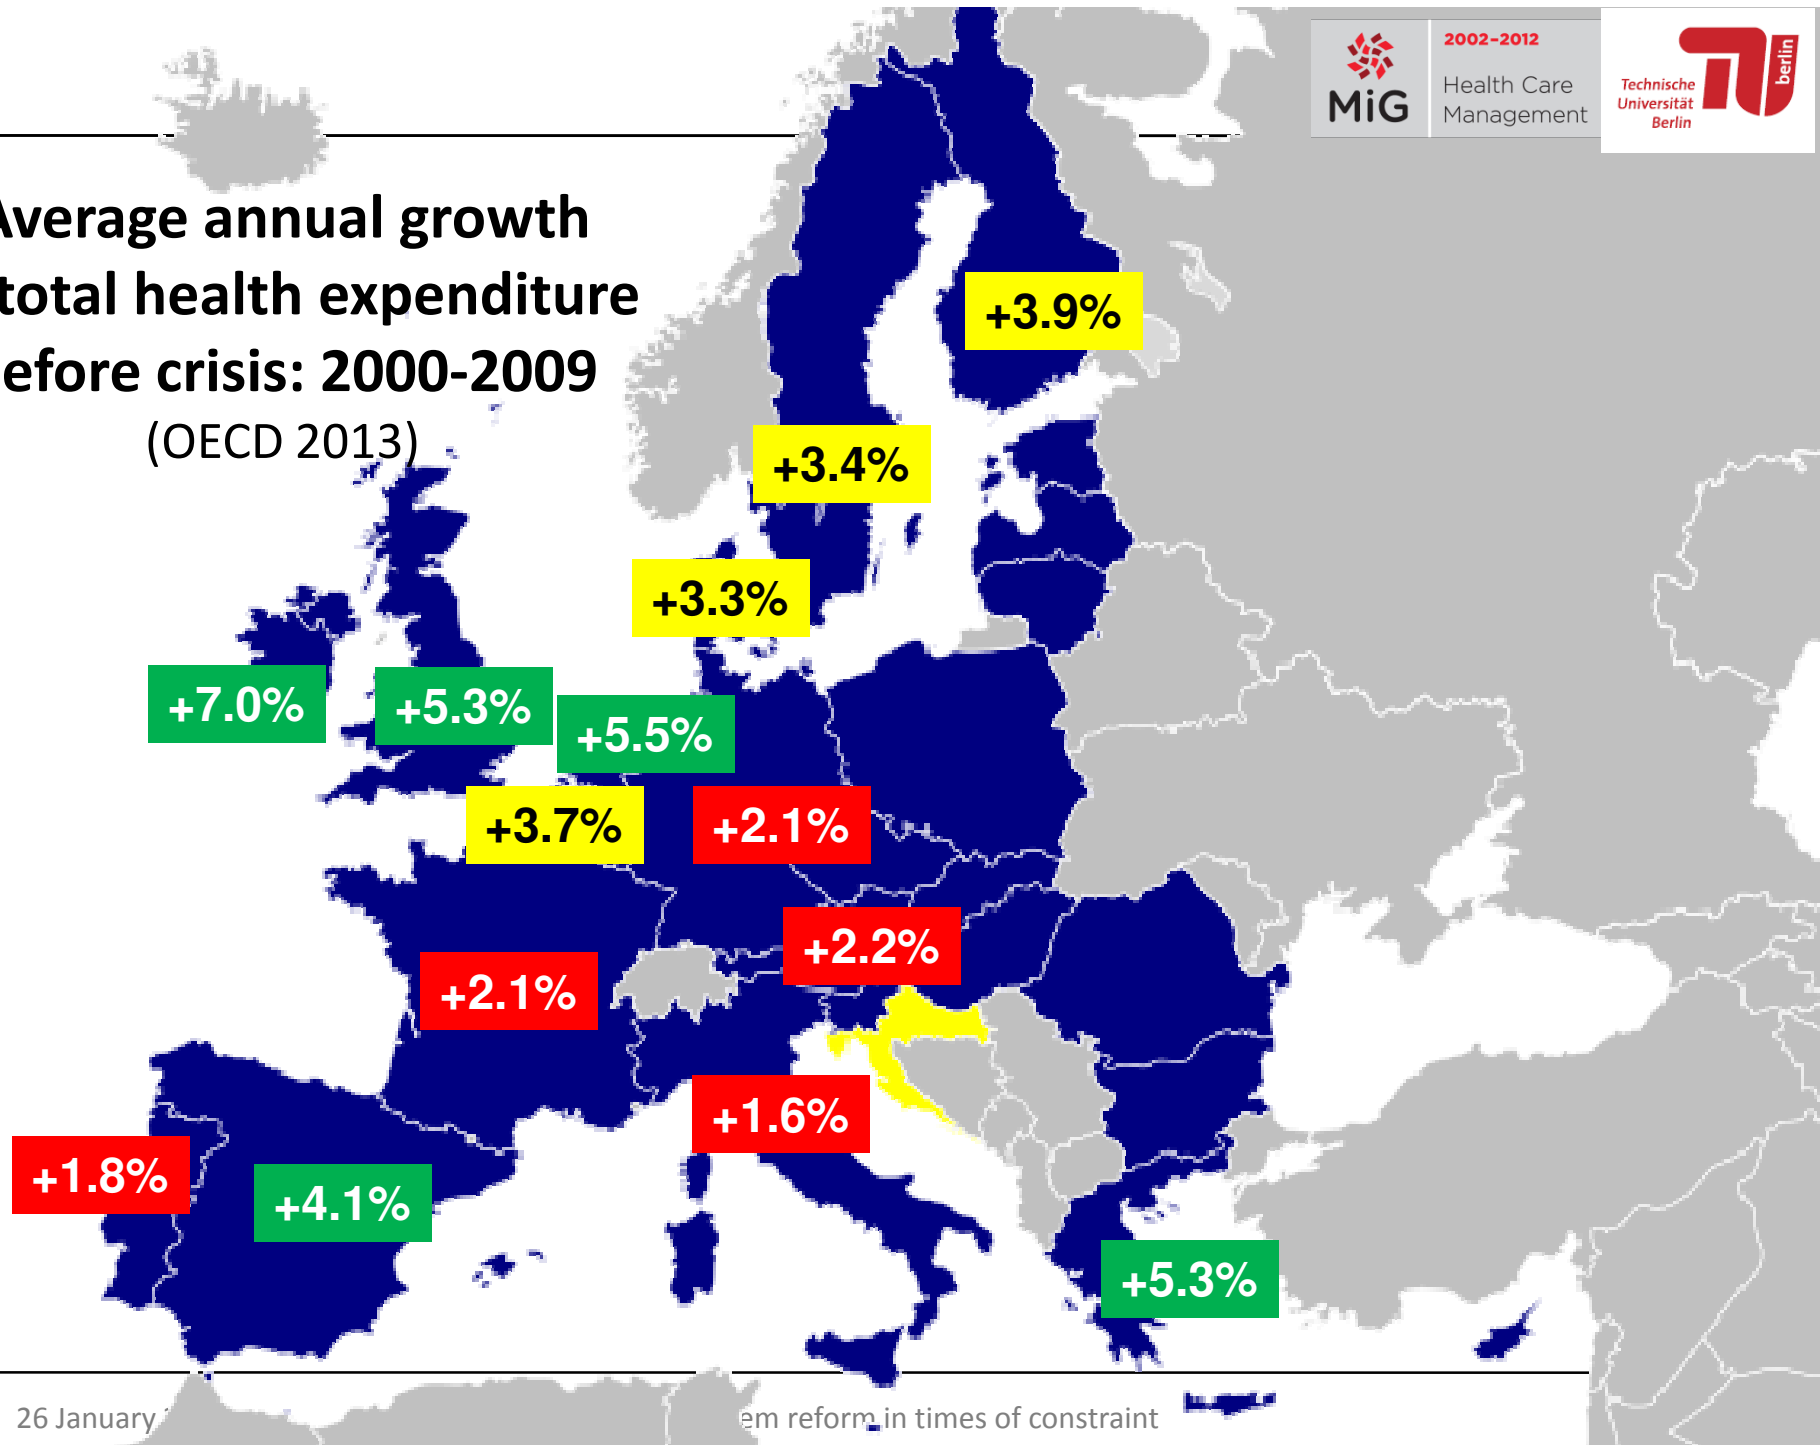 2002-2012
MiG
Health Care
Management
Technische
Universität
Berlin
berlin
Average annual growth
total health expenditure
efore crisis: 2000-2009
(OECD 2013)
+3.9%
+3.4%
+3.3%
+7.0%
+5.3%
+5.5%
+3.7%
+2.1%
+2.2%
+2.1%
+1.6%
+1.8%
+4.1%
+5.3%
26 January
em reform in times of constraint